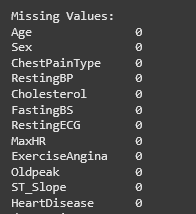 Missing Values:
Age 0
Sex 0
ChestPainType 0
RestingBP 0
Cholesterol 0
FastingBS 0
RestingECG 0
MaxHR 0
ExerciseAngina 0
Oldpeak 0
ST_Slope 0
HeartDisease 0